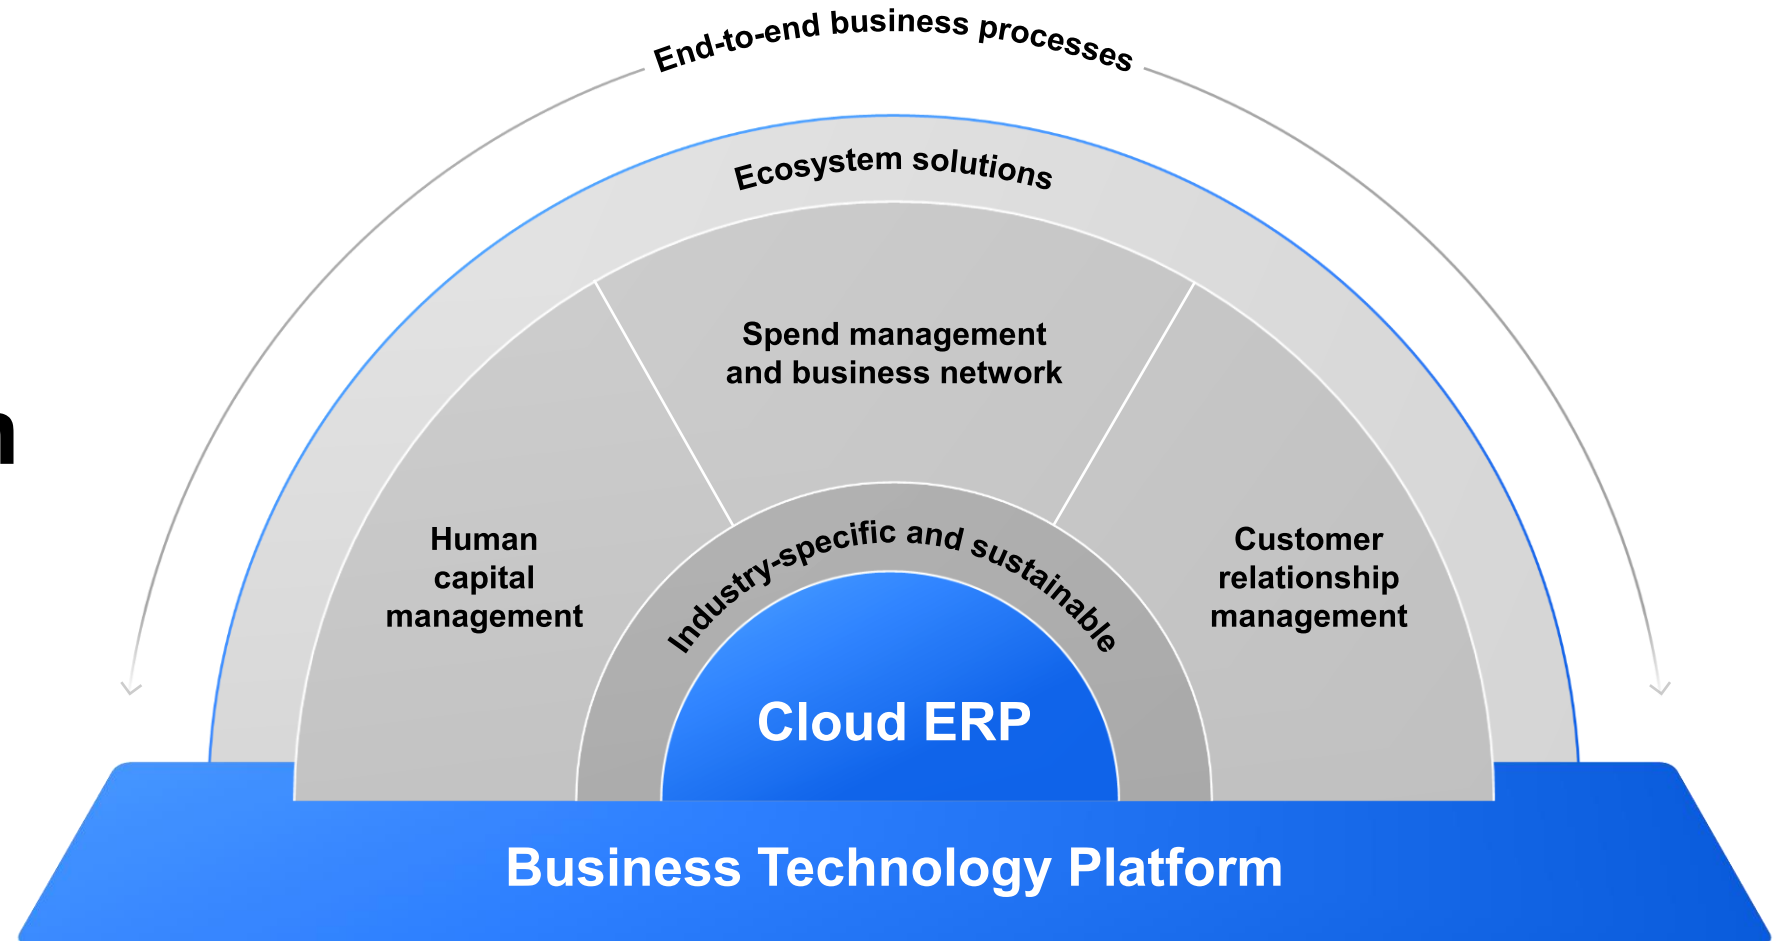 End-to-end business processes
Ecosystem solutions
Spend management
and business network
Human
capital
management
Customer
relationship
management
Industry-specific and sustainable
Cloud ERP
Business Technology Platform